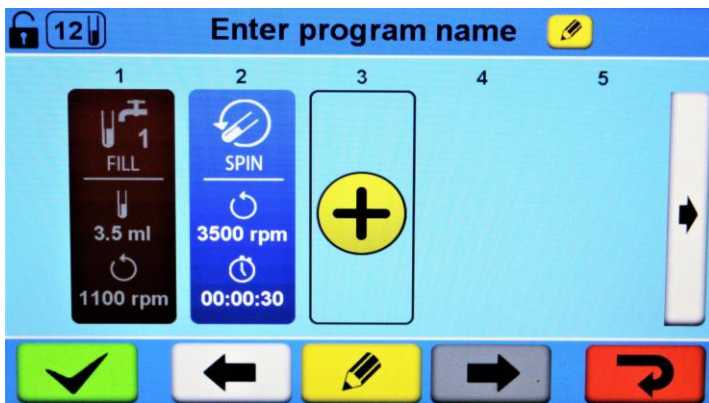 12
Enter program name
1 2 3 4 5
1
FILL
3.5 ml
1100 rpm
SPIN
3500 rpm
00:00:30